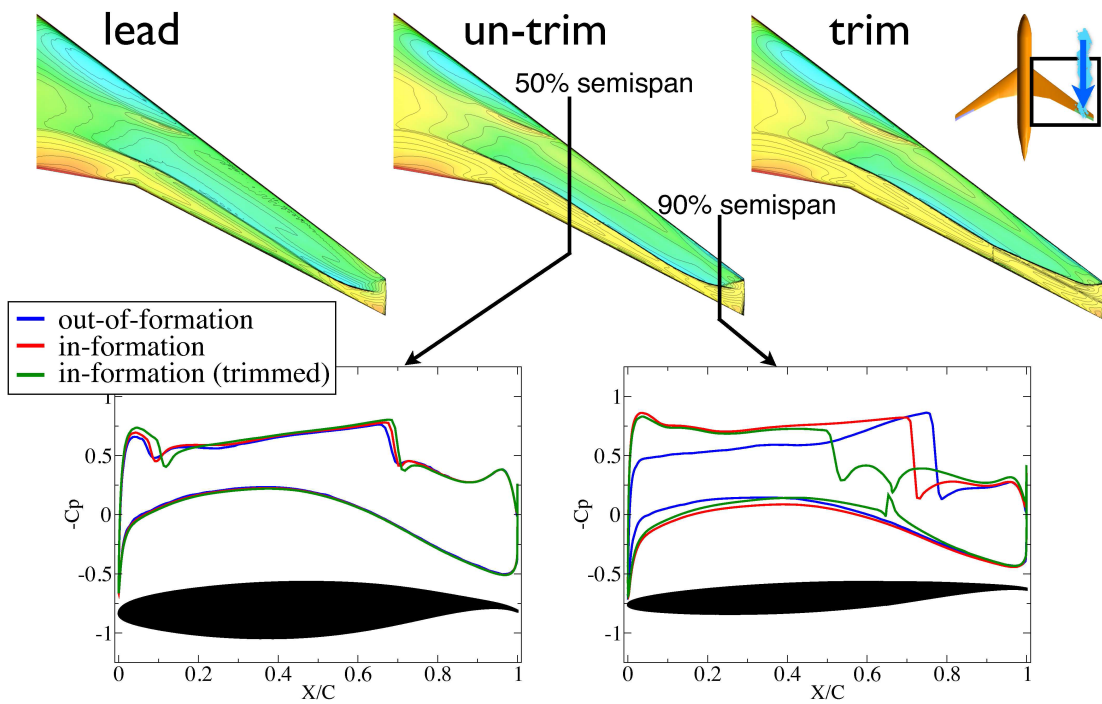 lead
un-trim
trim
50% semispan
90% semispan
out-of-formation
in-formation
in-formation (trimmed)
1
0.5
0
-0.5
-1
-Cp
0
0.2
0.4
0.6
0.8
1
X/C
1
0.5
0
-0.5
-1
-Cp
0
0.2
0.4
0.6
0.8
1
X/C